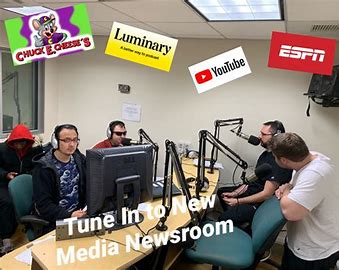 CHUCK E. CHEESE'S
Luminary
A better way to podcast
YouTube
ESPN
Tune In to New
Media Newsroom